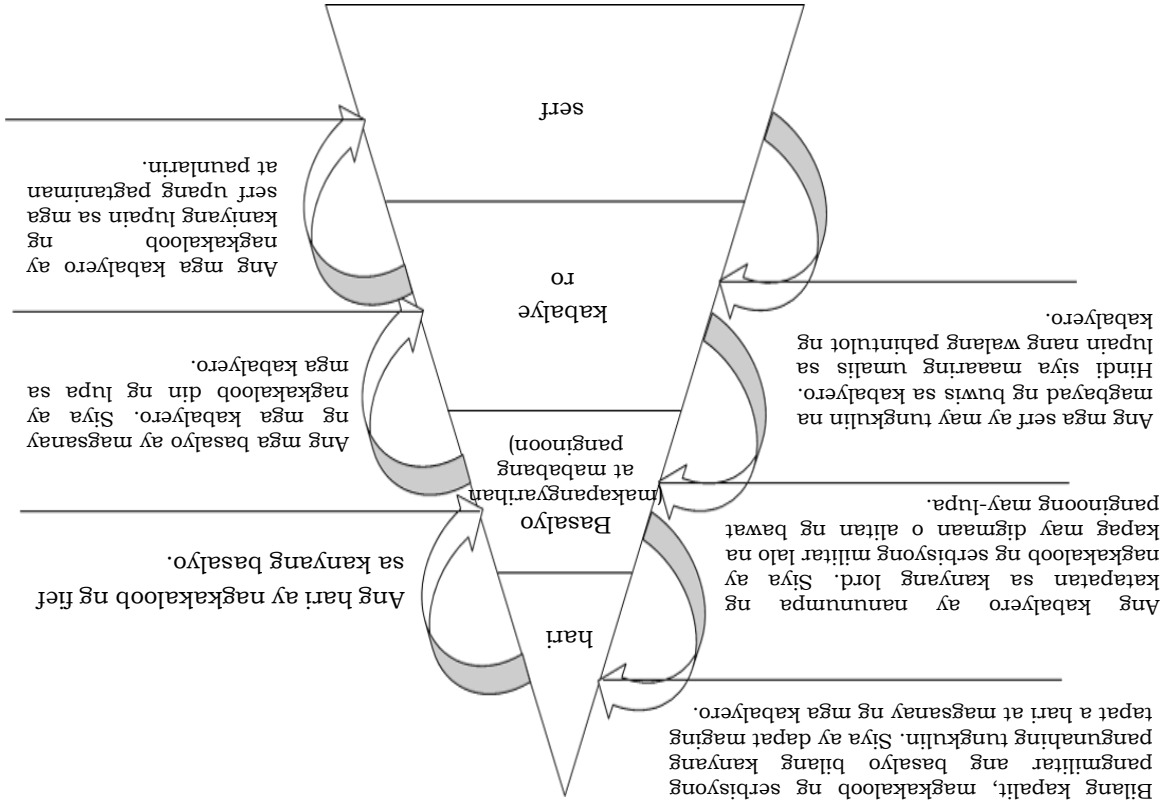 Bilang kapalit, magkakaloob ng serbisyong
pangmilitar ang basalyo bilang kanyang
pangunahing tungkulin. Siya ay dapat maging
tapat a hari at magsanay ng mga kabalyero.
hari
Ang hari ay nagkakaloob ng fief
sa kanyang basalyo.
Ang kabalyero ay nanunumpa ng
katapatan sa kanyang lord. Siya ay
nagkakaloob ng serbisyong militar lalo na
kapag may digmaan o alitan ng bawat
panginoong may-lupa.
Basalyo
(makapangyarihan
at mababang
panginoon)
Ang mga basalyo ay magsanay
ng mga kabalyero. Siya ay
nagkakaloob din ng lupa sa
mga kabalyero.
Ang mga serf ay may tungkulin na
magbayad ng buwis sa kabalyero.
Hindi siya maaaring umalis sa
lupain nang walang pahintulot ng
kabalyero.
kabalye
ro
Ang mga kabalyero ay
nagkakaloob ng
kaniyang lupain sa mga
serf upang pagtaniman
at paunlarin.
serf